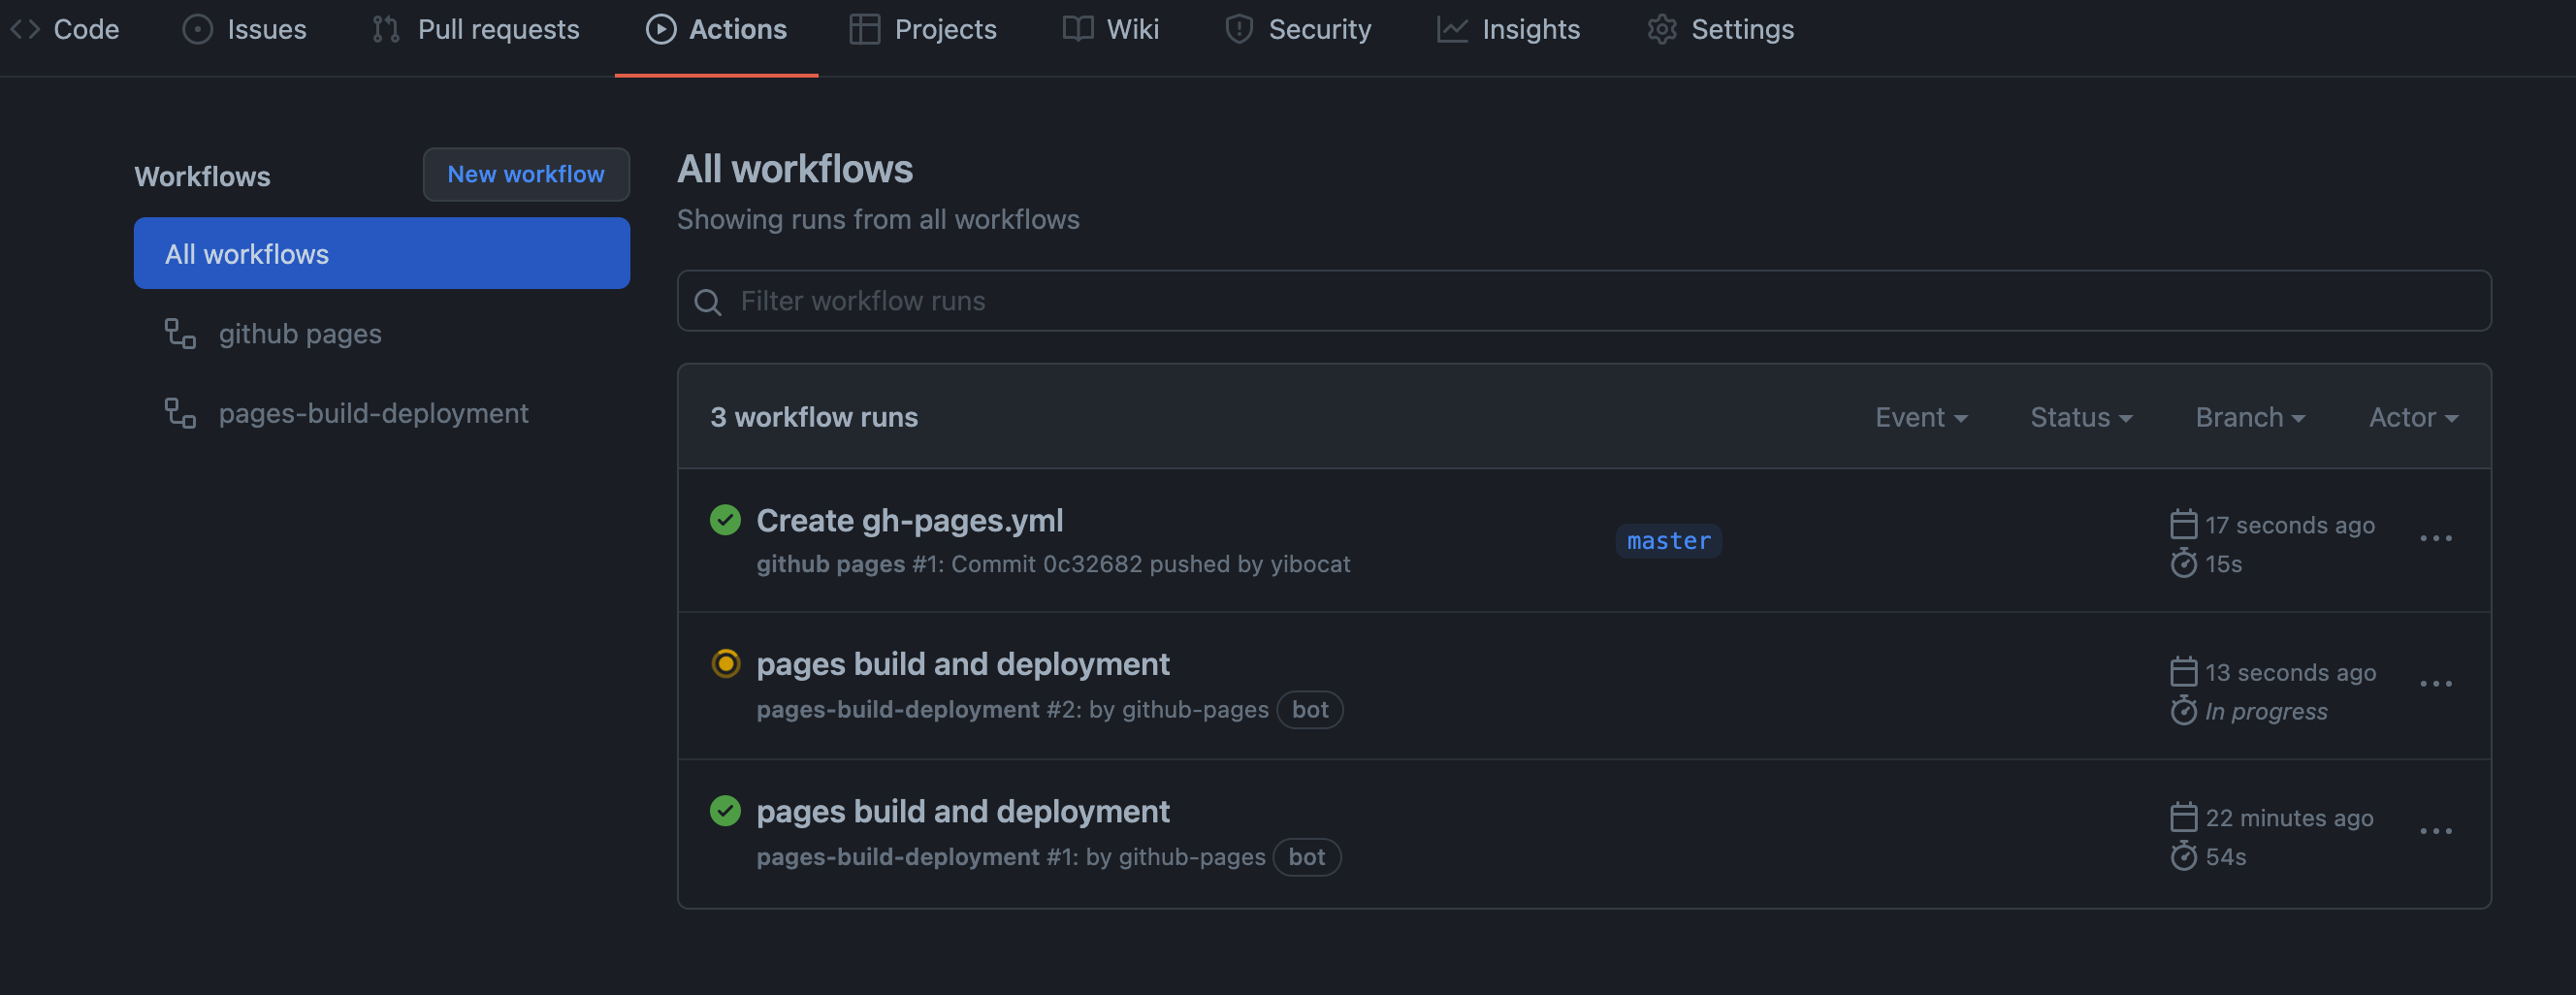 Code Issues Pull requests Actions Projects Wiki Security Insights Settings
Workflows New workflow
All workflows
github pages
pages-build-deployment
All workflows
Showing runs from all workflows
Filter workflow runs
3 workflow runs Event Status Branch Actor
Create gh-pages.yml
github pages #1: Commit 0c32682 pushed by yibocat
master
17 seconds ago
15s
pages build and deployment
pages-build-deployment #2: by github-pages bot
13 seconds ago
In progress
pages build and deployment
pages-build-deployment #1: by github-pages bot
22 minutes ago
54s